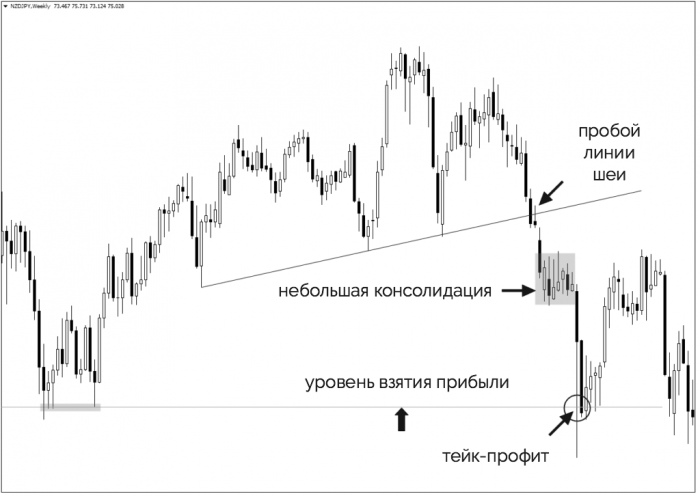 NZDJPY,Weekly 73.467 75.731 73.124 75.028
пробой
линии
шеи
небольшая консолидация
уровень взятия прибыли
тейк-профит